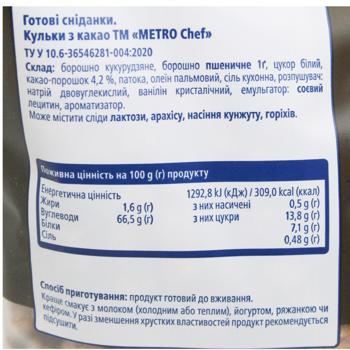 Готові сніданки.
Кульки з какао ТМ «METRO Chef»
ТУ У 10.6-36546281-004:2020
Склад: борошно кукурудзяне, борошно пшеничне 1ґ, цукор білий,
какао-порошок 4,2 %, патока, олеїн пальмовий, сіль кухонна, розпушувач:
натрій двовуглекислий, ванілін кристалічний, емульгатор: соєвий
лецитин, ароматизатор.
Може містити сліди лактози, арахісу, насіння кунжуту, горіхів.
Поживна цінність на 100 g (г) продукту
Енергетична цінність 1292,8 kJ (кДж) / 309,0 kcal (ккал)
Жири 1,6 g (г) з них насичені 0,5 g (г)
Вуглеводи 66,5 g (г) з них цукри 13,8 g (г)
Білки 7,1 g (г)
Сіль 0,48 g (г)
Спосіб приготування: продукт готовий до вживання.
Краще смакує з молоком (холодним або теплим), йогуртом, ряжанкою чи
кефіром. У разі зменшення хрустких властивостей продукт рекомендується
підсушити.